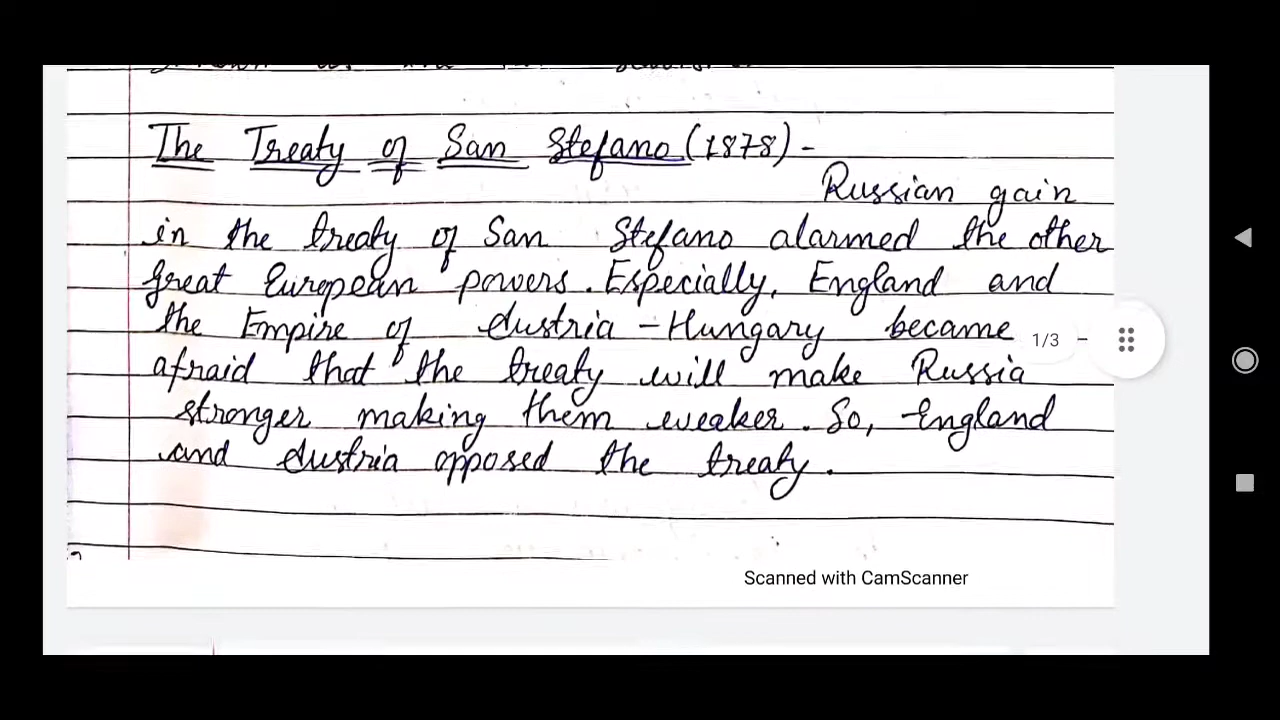 The Treaty of San Stefano (1878) -
Russian gain
in the treaty of San Stefano alarmed the other
great European powers. Especially, England and
the Empire of Austria - Hungary became
1/3
afraid that the treaty will make Russia
stronger making them weaker. So, England
and Austria opposed the treaty.
Scanned with CamScanner